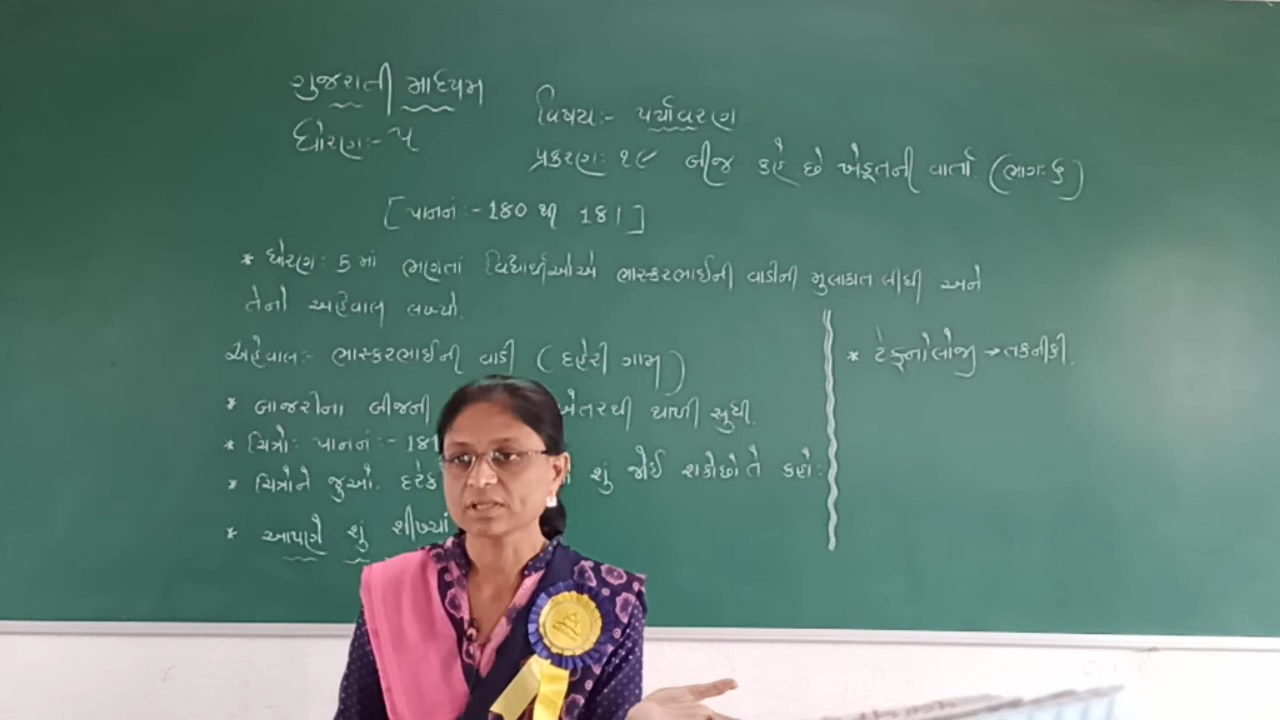 ગુજરાતી માધ્યમ
વિષય:- પર્યાવરણ
ધોરણ:- ૫
પ્રકરણ: ૧૯ બીજ કહે છે ખેડૂતની વાર્તા (ભાગ: ૬)
[પાનનં:- 180 થી 181]
* ધોરણ: 5 માં ભણતાં વિદ્યાર્થીઓએ ભાસ્કરભાઈની વાડીની મુલાકાત લીધી અને
તેનો અહેવાલ લખ્યો.
અહેવાલ:- ભાસ્કરભાઈની વાડી (દહેરી ગામ)
* ટેક્નોલોજી → તકનીકી.
* બાજરીના બીજની ખેતરથી થાળી સુધી.
* ચિત્રો: પાનનં:- 181
* ચિત્રોને જુઓ. દરેક શું જોઈ શકોછો તે કહો:
* આપણે શું શીખ્યાં